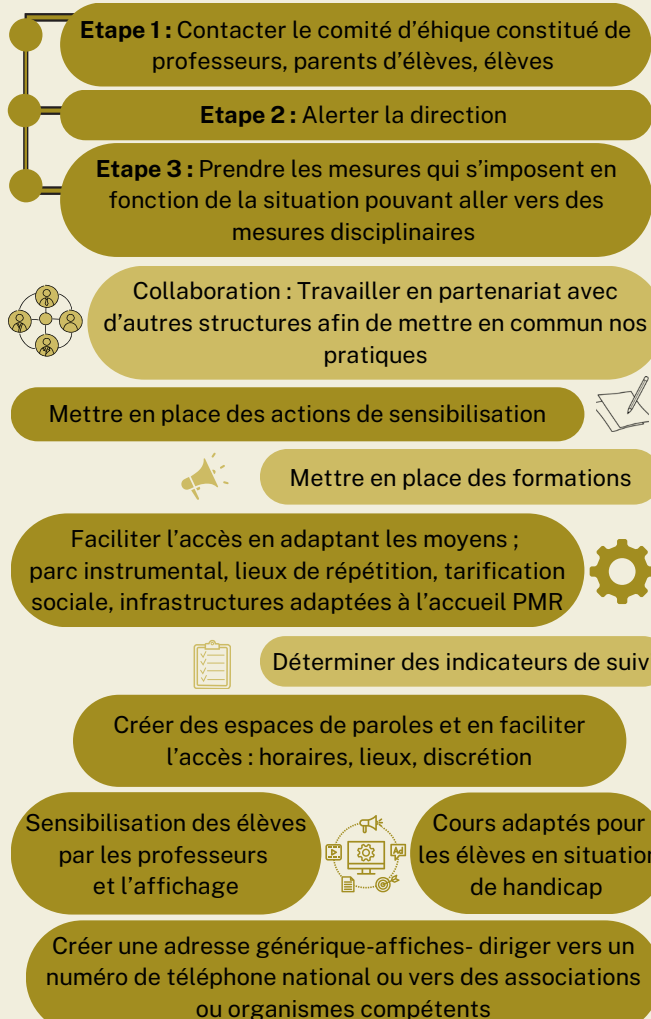 Etape 1 : Contacter le comité d'éhique constitué de
professeurs, parents d'élèves, élèves
Etape 2 : Alerter la direction
Etape 3 : Prendre les mesures qui s'imposent en
fonction de la situation pouvant aller vers des
mesures disciplinaires
Collaboration : Travailler en partenariat avec
d'autres structures afin de mettre en commun nos
pratiques
Mettre en place des actions de sensibilisation
Mettre en place des formations
Faciliter l'accès en adaptant les moyens ;
parc instrumental, lieux de répétition, tarification
sociale, infrastructures adaptées à l'accueil PMR
Déterminer des indicateurs de suivi
Créer des espaces de paroles et en faciliter
l'accès : horaires, lieux, discrétion
Sensibilisation des élèves
par les professeurs
et l'affichage
Ad
Cours adaptés pour
les élèves en situation
de handicap
Créer une adresse générique-affiches- diriger vers un
numéro de téléphone national ou vers des associations
ou organismes compétents